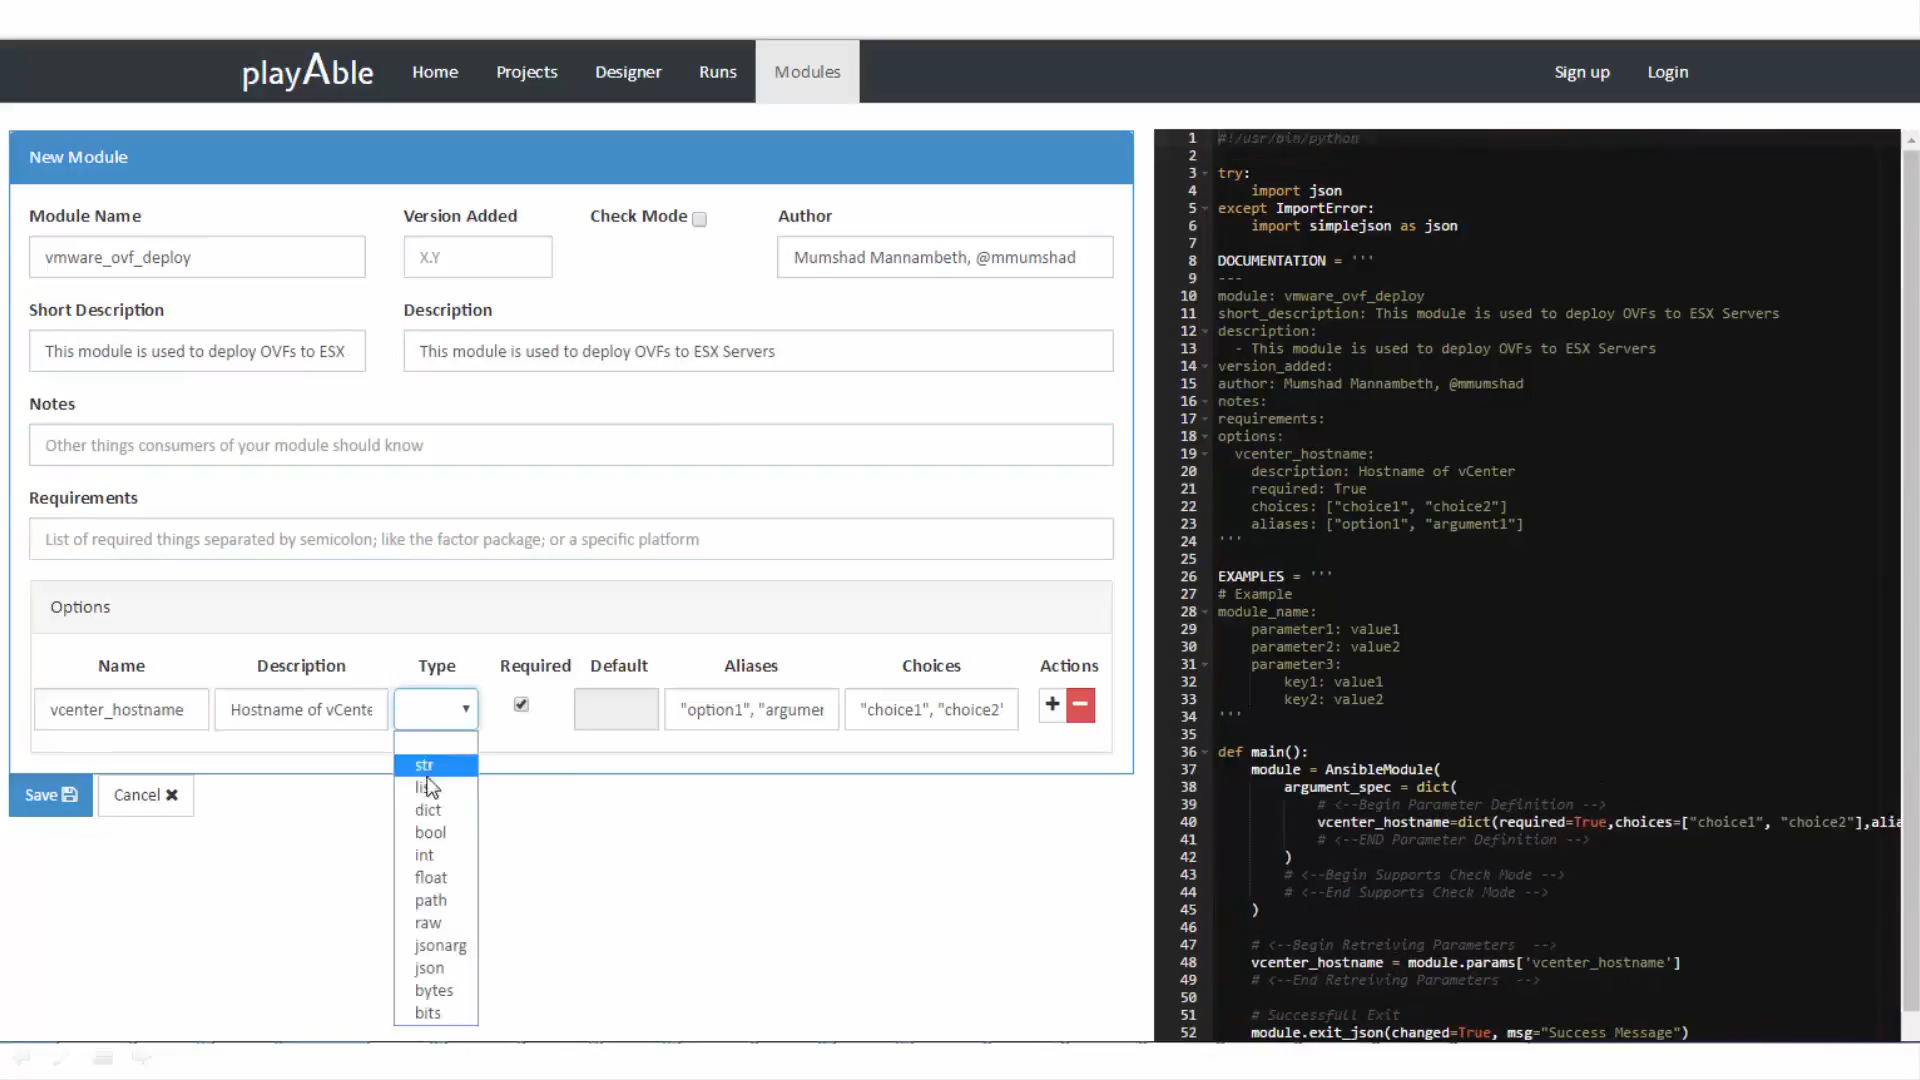 playAble Home Projects Designer Runs Modules Sign up Login
New Module
Module Name Version Added Check Mode Author
vmware_ovf_deploy X.Y Mumshad Mannambeth, @mmumshad
Short Description Description
This module is used to deploy OVFs to ESX This module is used to deploy OVFs to ESX Servers
Notes
Other things consumers of your module should know
Requirements
List of required things separated by semicolon; like the factor package; or a specific platform
Options
Name Description Type Required Default Aliases Choices Actions
vcenter_hostname Hostname of vCente "option1", "argumer "choice1", "choice2'
str
dict
bool
int
float
path
raw
jsonarg
json
bytes
bits
Save Cancel
1 #!/usr/bin/python
2
3 try:
4 import json
5 except ImportError:
6 import simplejson as json
7
8 DOCUMENTATION = '''
9 ---
10 module: vmware_ovf_deploy
11 short_description: This module is used to deploy OVFs to ESX Servers
12 description:
13 - This module is used to deploy OVFs to ESX Servers
14 version_added:
15 author: Mumshad Mannambeth, @mmumshad
16 notes:
17 requirements:
18 options:
19 vcenter_hostname:
20 description: Hostname of vCenter
21 required: True
22 choices: ["choice1", "choice2"]
23 aliases: ["option1", "argument1"]
24 '''
25
26 EXAMPLES = '''
27 # Example
28 module_name:
29 parameter1: value1
30 parameter2: value2
31 parameter3:
32 key1: value1
33 key2: value2
34 '''
35
36 def main():
37 module = AnsibleModule(
38 argument_spec = dict(
39 # <--Begin Parameter Definition -->
40 vcenter_hostname=dict(required=True,choices=["choice1", "choice2"],alia
41 # <--END Parameter Definition -->
42 )
43 # <--Begin Supports Check Mode -->
44 # <--End Supports Check Mode -->
45 )
46
47 # <--Begin Retreiving Parameters -->
48 vcenter_hostname = module.params['vcenter_hostname']
49 # <--End Retreiving Parameters -->
50
51 # Successfull Exit
52 module.exit_json(changed=True, msg="Success Message")